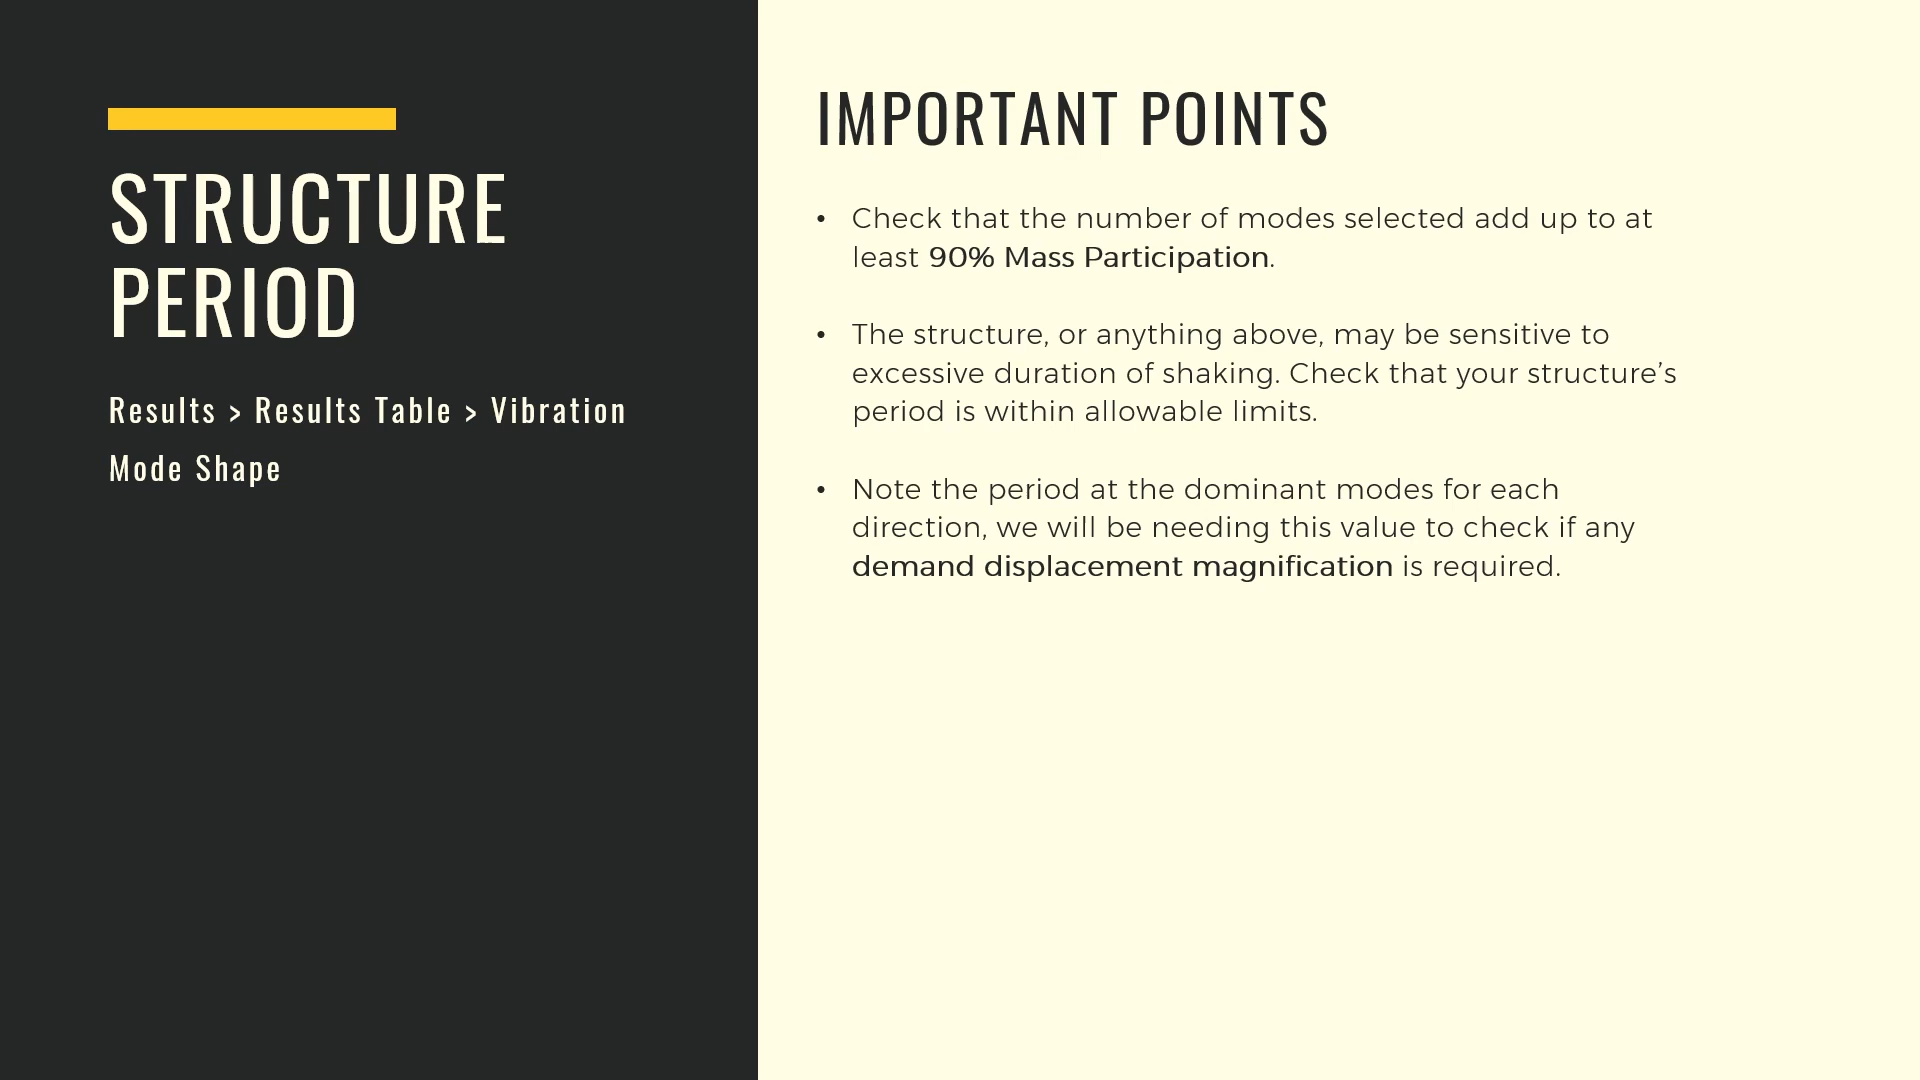 STRUCTURE
PERIOD
Results > Results Table > Vibration
Mode Shape
IMPORTANT POINTS
• Check that the number of modes selected add up to at
least 90% Mass Participation.
• The structure, or anything above, may be sensitive to
excessive duration of shaking. Check that your structure’s
period is within allowable limits.
• Note the period at the dominant modes for each
direction, we will be needing this value to check if any
demand displacement magnification is required.